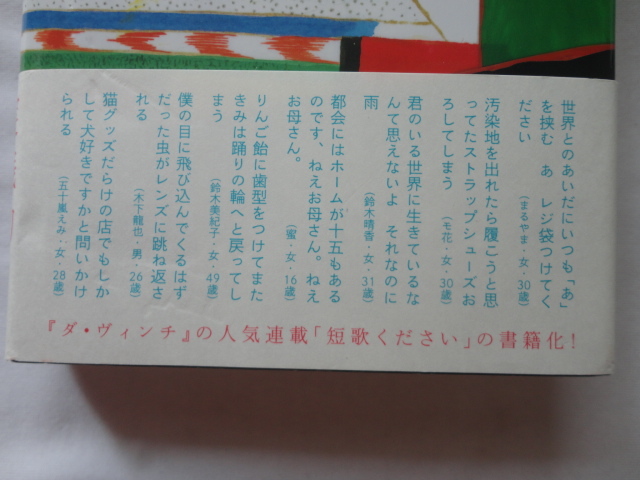 世界とのあいだにいつも「あ」
を挟む　あ　レジ袋つけてく
ださい
（まるやま・女・30歳）
汚染地を出れたら履こうと思
ってたストラップシューズお
ろしてしまう
（モ花・女・30歳）
君のいる世界に生きているな
んて思えないよ　それなのに
雨
（鈴木晴香・女・31歳）
都会にはホームが十五もある
のです、ねえお母さん。ねえ
お母さん。
（蜜・女・16歳）
りんご飴に歯型をつけてまた
きみは踊りの輪へと戻ってし
まう
（鈴木美紀子・女・49歳）
僕の目に飛び込んでくるはず
だった虫がレンズに跳ね返さ
れる
（木下龍也・男・26歳）
猫グッズだらけの店でもしか
して犬好きですかと問いかけ
られる
（五十嵐えみ・女・28歳）
『ダ・ヴィンチ』の人気連載「短歌ください」の書籍化！